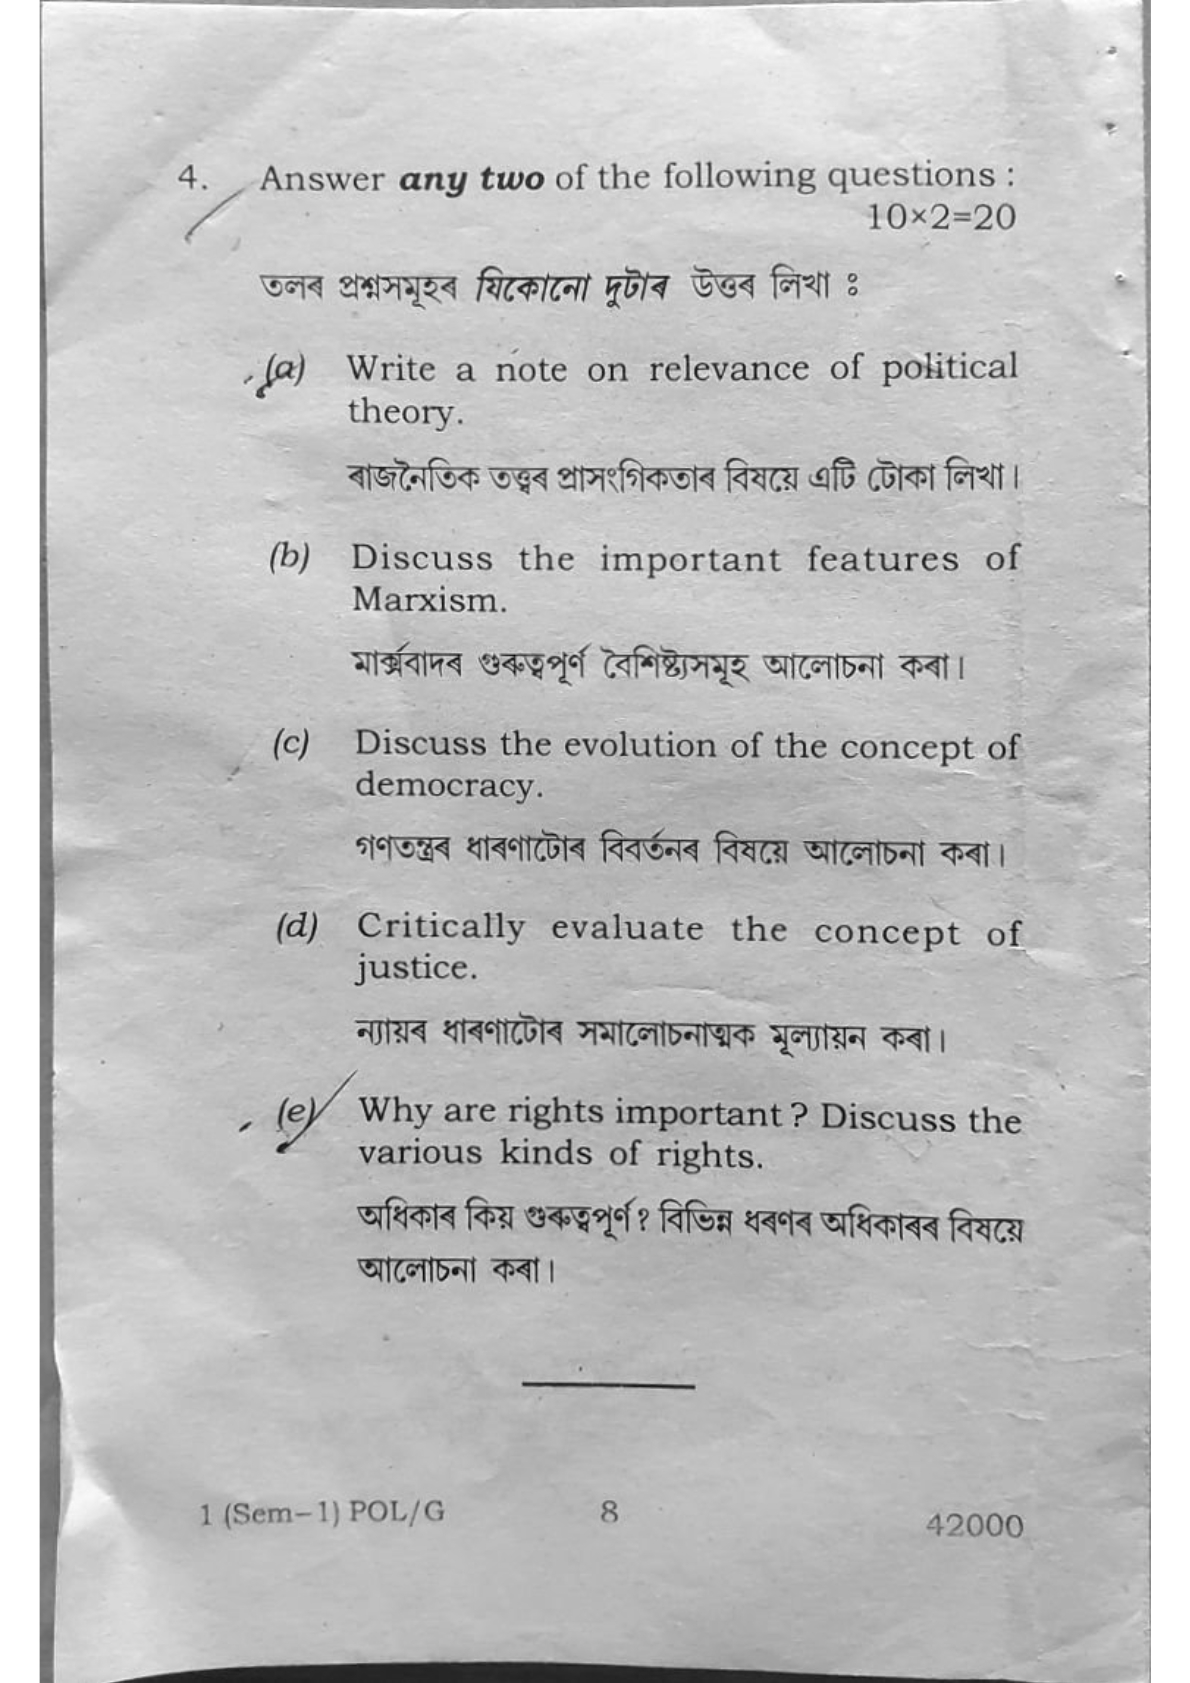 4. Answer any two of the following questions :
10×2=20
তলৰ প্ৰশ্নসমূহৰ যিকোনো দুটাৰ উত্তৰ লিখা ঃ
(a) Write a note on relevance of political
theory.
ৰাজনৈতিক তত্ত্বৰ প্ৰাসংগিকতাৰ বিষয়ে এটি টোকা লিখা।
(b) Discuss the important features of
Marxism.
মাৰ্ক্সবাদৰ গুৰুত্বপূৰ্ণ বৈশিষ্ট্যসমূহ আলোচনা কৰা।
(c) Discuss the evolution of the concept of
democracy.
গণতন্ত্ৰৰ ধাৰণাটোৰ বিবৰ্তনৰ বিষয়ে আলোচনা কৰা।
(d) Critically evaluate the concept of
justice.
ন্যায়ৰ ধাৰণাটোৰ সমালোচনাত্মক মূল্যায়ন কৰা।
(e) Why are rights important ? Discuss the
various kinds of rights.
অধিকাৰ কিয় গুৰুত্বপূৰ্ণ ? বিভিন্ন ধৰণৰ অধিকাৰৰ বিষয়ে
আলোচনা কৰা।
1 (Sem–1) POL/G 8 42000